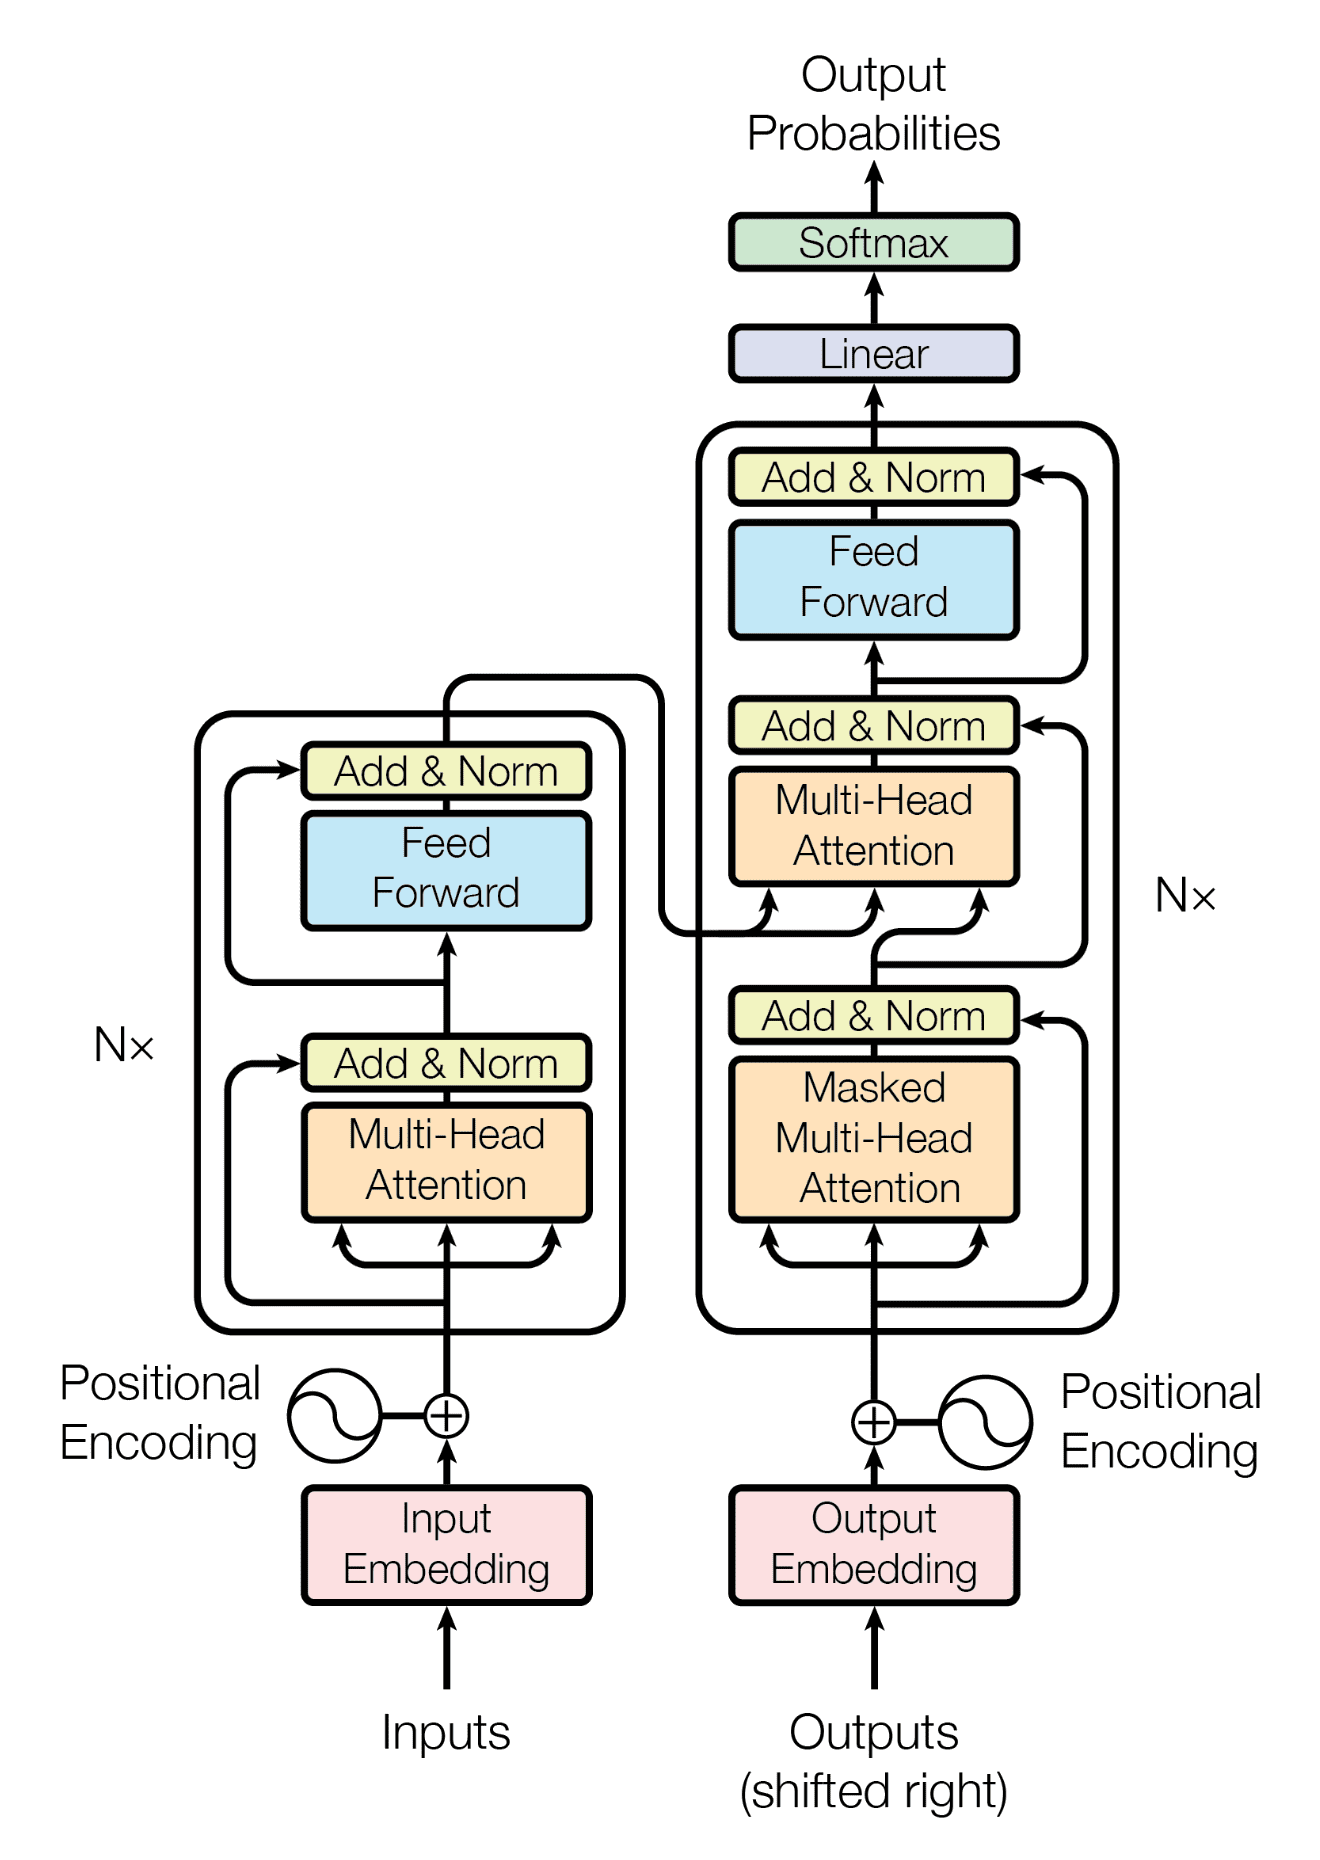 Output
Probabilities
Softmax
Linear
Add & Norm
Feed
Forward
Add & Norm
Multi-Head
Attention
Add & Norm
Masked
Multi-Head
Attention
N×
Add & Norm
Feed
Forward
Add & Norm
Multi-Head
Attention
N×
Positional
Encoding
Positional
Encoding
Input
Embedding
Output
Embedding
Inputs
Outputs
(shifted right)